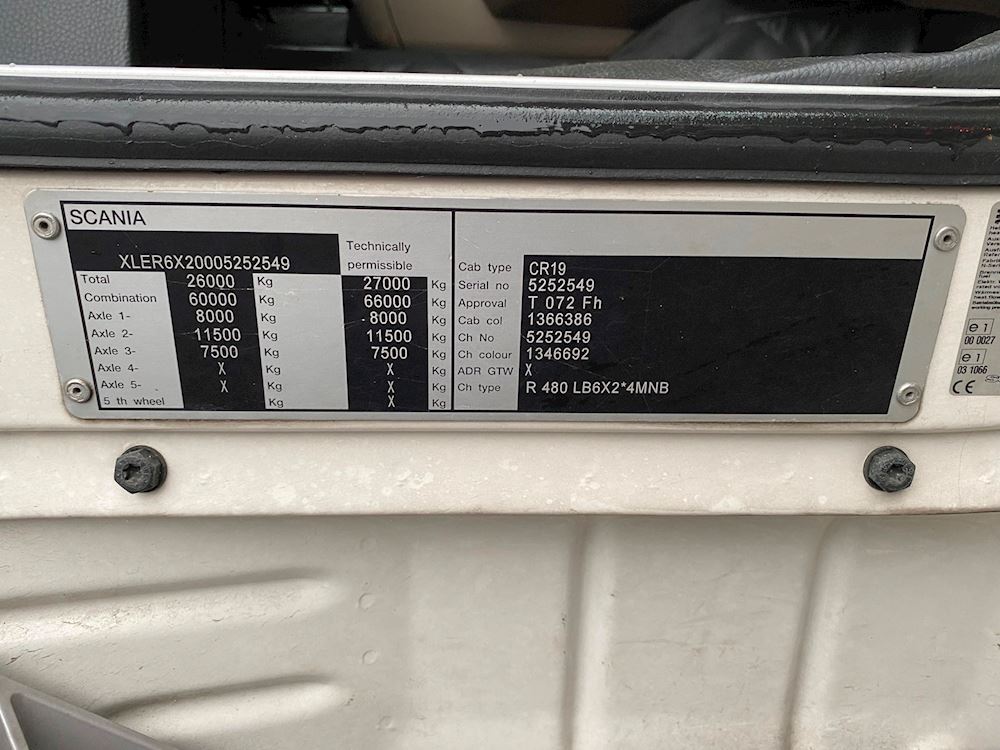 SCANIA
XLER6X20005252549
Technically
permissible
Total 26000 Kg 27000 Kg
Combination 60000 Kg 66000 Kg
Axle 1- 8000 Kg 8000 Kg
Axle 2- 11500 Kg 11500 Kg
Axle 3- 7500 Kg 7500 Kg
Axle 4- X Kg X Kg
Axle 5- X Kg X Kg
5 th wheel Kg X Kg
Cab type CR19
Serial no 5252549
Approval T 072 Fh
Cab col 1366386
Ch No 5252549
Ch colour 1346692
ADR GTW X
Ch type R 480 LB6X2*4MNB
e 1
00 0027
e 1
03 1066
CE